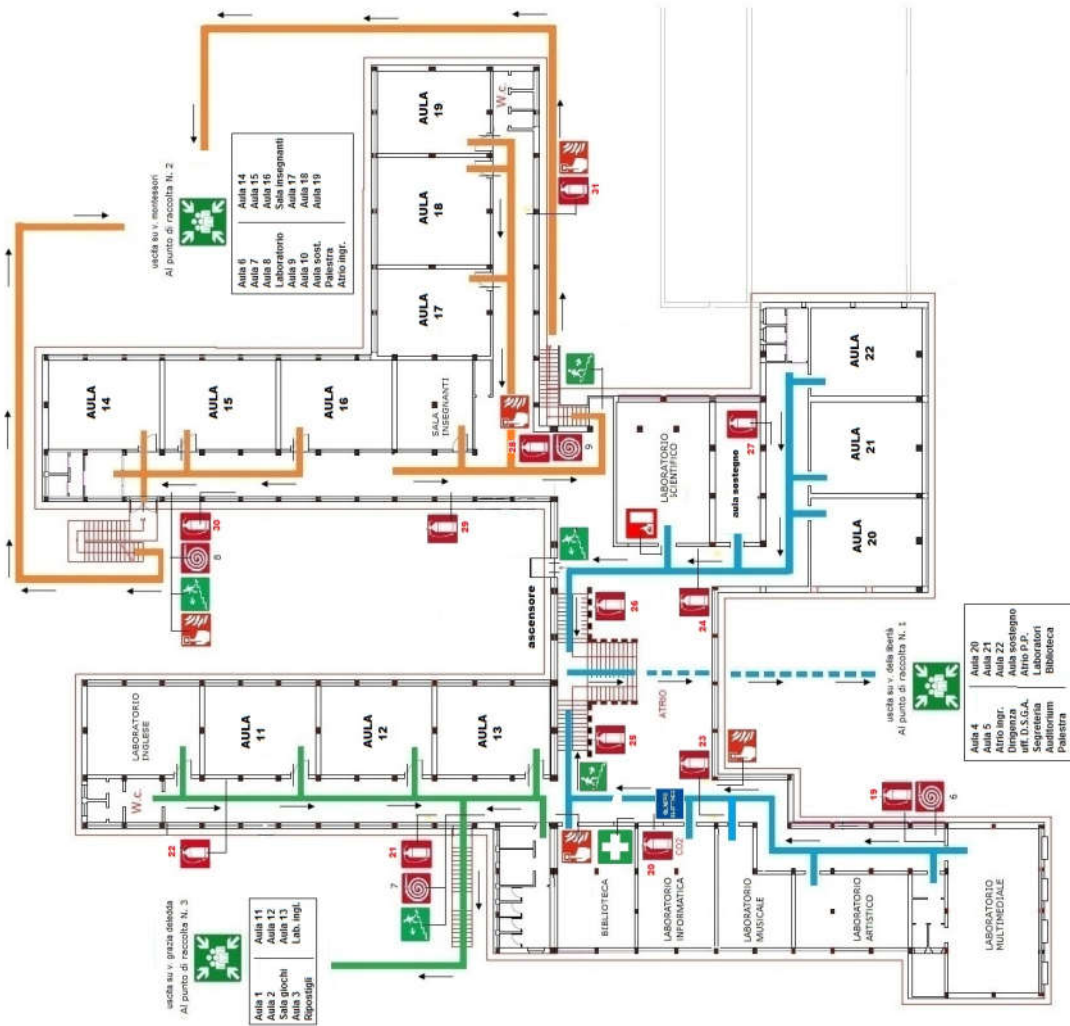 uscita su v. montessori
Al punto di raccolta N. 2
Aula 6
Aula 7
Aula 8
Laboratorio
Aula 9
Aula 10
Aula sost.
Palestra
Atrio ingr.
Aula 14
Aula 15
Aula 16
Sala insegnanti
Aula 17
Aula 18
Aula 19
AULA
19
W.c.
AULA
18
AULA
17
31
AULA
14
AULA
15
AULA
16
SALA
INSEGNANTI
28
9
30
8
29
ascensore
LABORATORIO
SCIENTIFICO
aula sostegno
27
AULA
22
AULA
21
AULA
20
26
24
ATRIO
25
23
LABORATORIO
INGLESE
AULA
11
AULA
12
AULA
13
W.c.
22
21
7
uscita su v. grazia deledda
Al punto di raccolta N. 3
Aula 1
Aula 2
Sala giochi
Aula 3
Ripostigli
Aula 11
Aula 12
Aula 13
Lab. ingl.
BIBLIOTECA
20
CO2
LABORATORIO
INFORMATICA
LABORATORIO
MUSICALE
LABORATORIO
ARTISTICO
LABORATORIO
MULTIMEDIALE
19
6
uscita su v. della libertà
Al punto di raccolta N. 1
Aula 4
Aula 5
Atrio ingr.
Dirigenza
uff. D.S.G.A.
Segreteria
Auditorium
Palestra
Aula 20
Aula 21
Aula 22
Aula sostegno
Atrio P.P.
Laboratori
Biblioteca